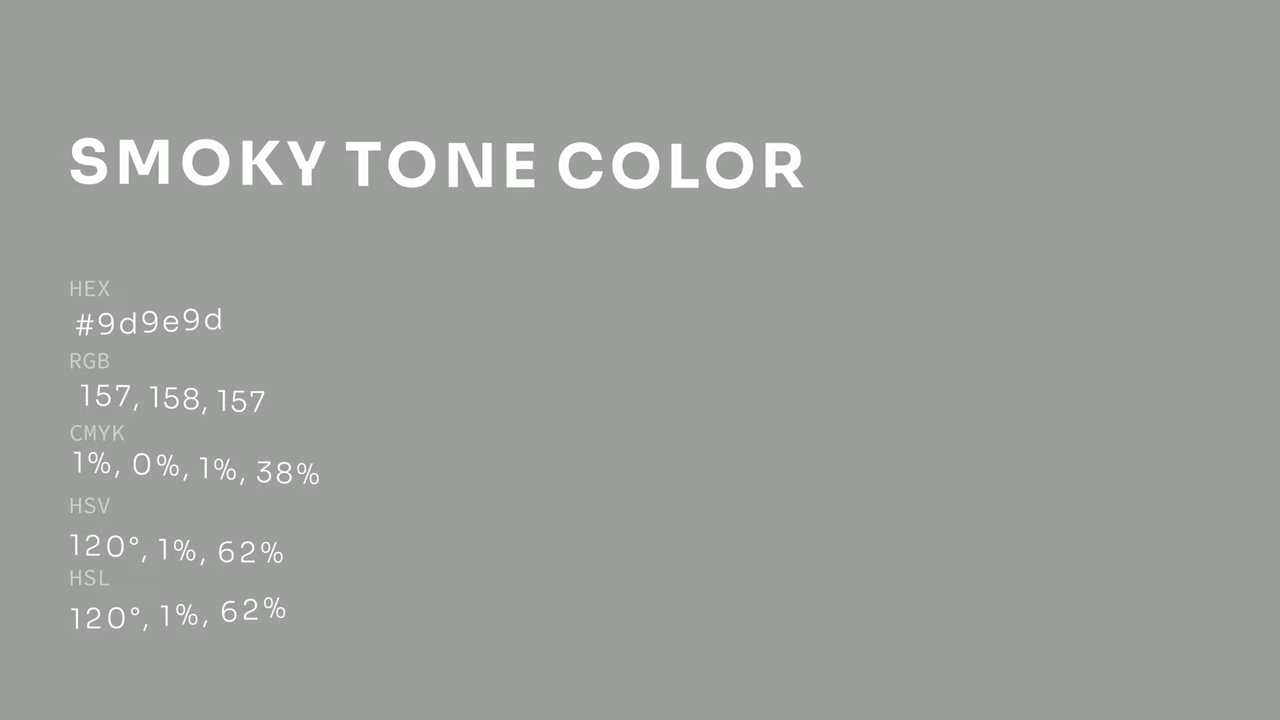 SMOKY TONE COLOR
HEX
#9d9e9d
RGB
157, 158, 157
CMYK
1%, 0%, 1%, 38%
HSV
120°, 1%, 62%
HSL
120°, 1%, 62%